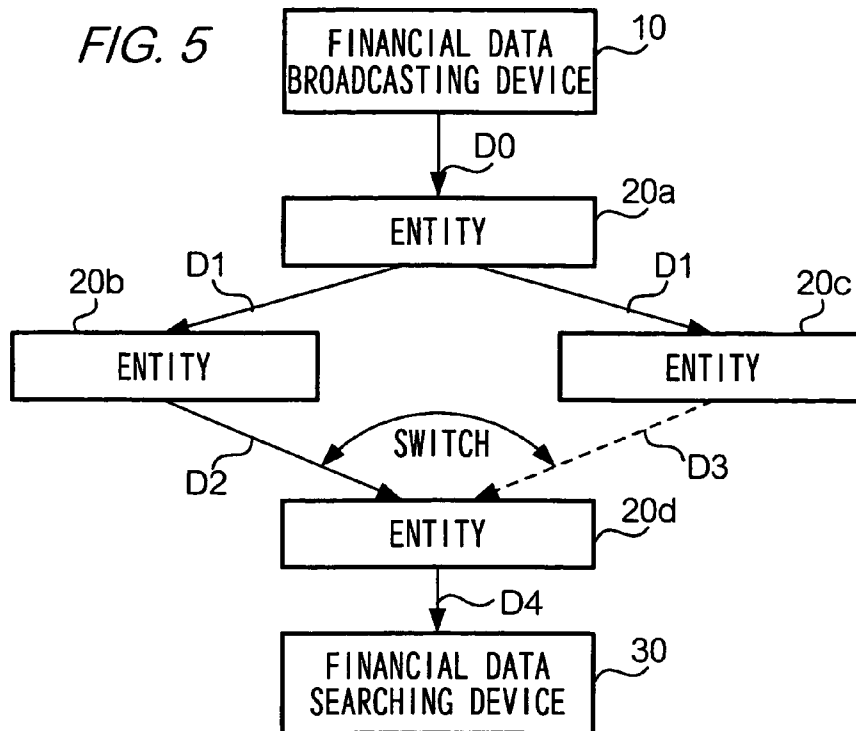 FIG. 5
FINANCIAL DATA
BROADCASTING DEVICE
10
D0
20a
ENTITY
20b
D1
D1
20c
ENTITY
ENTITY
SWITCH
D2
D3
20d
ENTITY
D4
30
FINANCIAL DATA
SEARCHING DEVICE